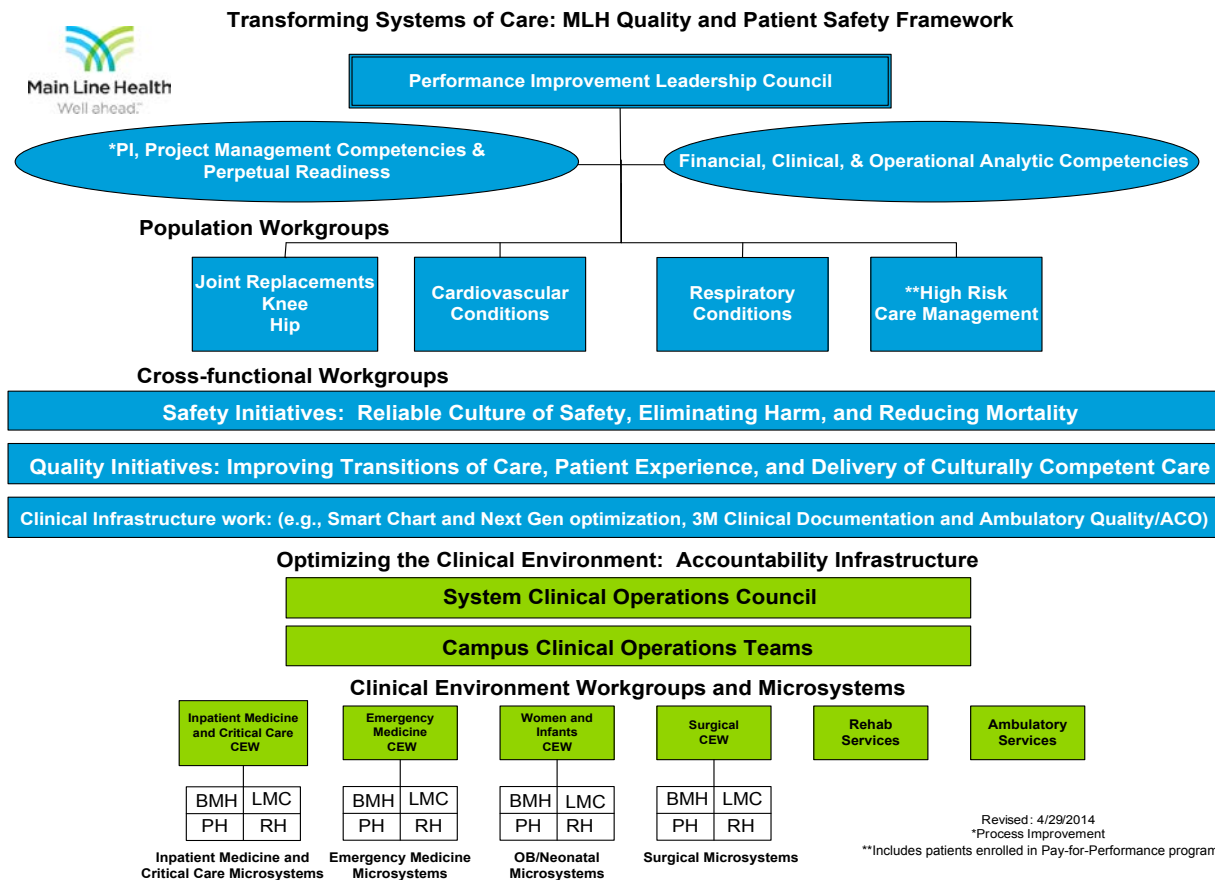 Transforming Systems of Care: MLH Quality and Patient Safety Framework
Main Line Health
Well ahead.™
Performance Improvement Leadership Council
*PI, Project Management Competencies &
Perpetual Readiness
Financial, Clinical, & Operational Analytic Competencies
Population Workgroups
Joint Replacements
Knee
Hip
Cardiovascular
Conditions
Respiratory
Conditions
**High Risk
Care Management
Cross-functional Workgroups
Safety Initiatives: Reliable Culture of Safety, Eliminating Harm, and Reducing Mortality
Quality Initiatives: Improving Transitions of Care, Patient Experience, and Delivery of Culturally Competent Care
Clinical Infrastructure work: (e.g., Smart Chart and Next Gen optimization, 3M Clinical Documentation and Ambulatory Quality/ACO)
Optimizing the Clinical Environment: Accountability Infrastructure
System Clinical Operations Council
Campus Clinical Operations Teams
Clinical Environment Workgroups and Microsystems
Inpatient Medicine
and Critical Care
CEW
Emergency
Medicine
CEW
Women and
Infants
CEW
Surgical
CEW
Rehab
Services
Ambulatory
Services
BMH LMC
PH RH
BMH LMC
PH RH
BMH LMC
PH RH
BMH LMC
PH RH
Inpatient Medicine and
Critical Care Microsystems
Emergency Medicine
Microsystems
OB/Neonatal
Microsystems
Surgical Microsystems
Revised: 4/29/2014
*Process Improvement
**Includes patients enrolled in Pay-for-Performance program